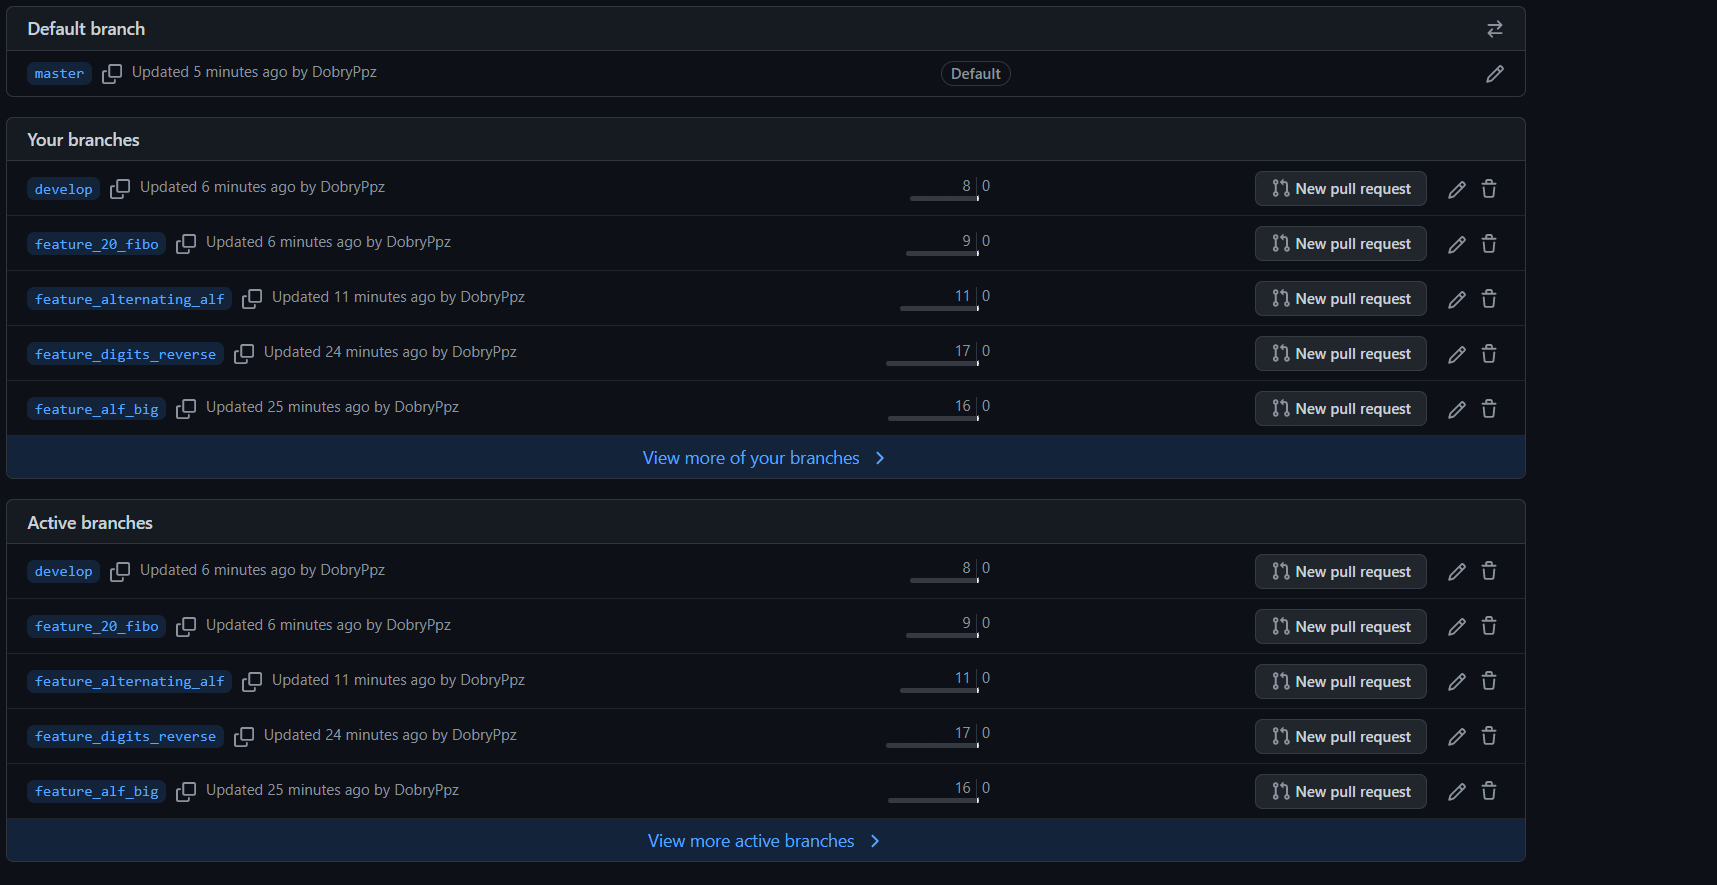 Default branch
master Updated 5 minutes ago by DobryPpz Default
Your branches
develop Updated 6 minutes ago by DobryPpz 8 0 New pull request
feature_20_fibo Updated 6 minutes ago by DobryPpz 9 0 New pull request
feature_alternating_alf Updated 11 minutes ago by DobryPpz 11 0 New pull request
feature_digits_reverse Updated 24 minutes ago by DobryPpz 17 0 New pull request
feature_alf_big Updated 25 minutes ago by DobryPpz 16 0 New pull request
View more of your branches
Active branches
develop Updated 6 minutes ago by DobryPpz 8 0 New pull request
feature_20_fibo Updated 6 minutes ago by DobryPpz 9 0 New pull request
feature_alternating_alf Updated 11 minutes ago by DobryPpz 11 0 New pull request
feature_digits_reverse Updated 24 minutes ago by DobryPpz 17 0 New pull request
feature_alf_big Updated 25 minutes ago by DobryPpz 16 0 New pull request
View more active branches